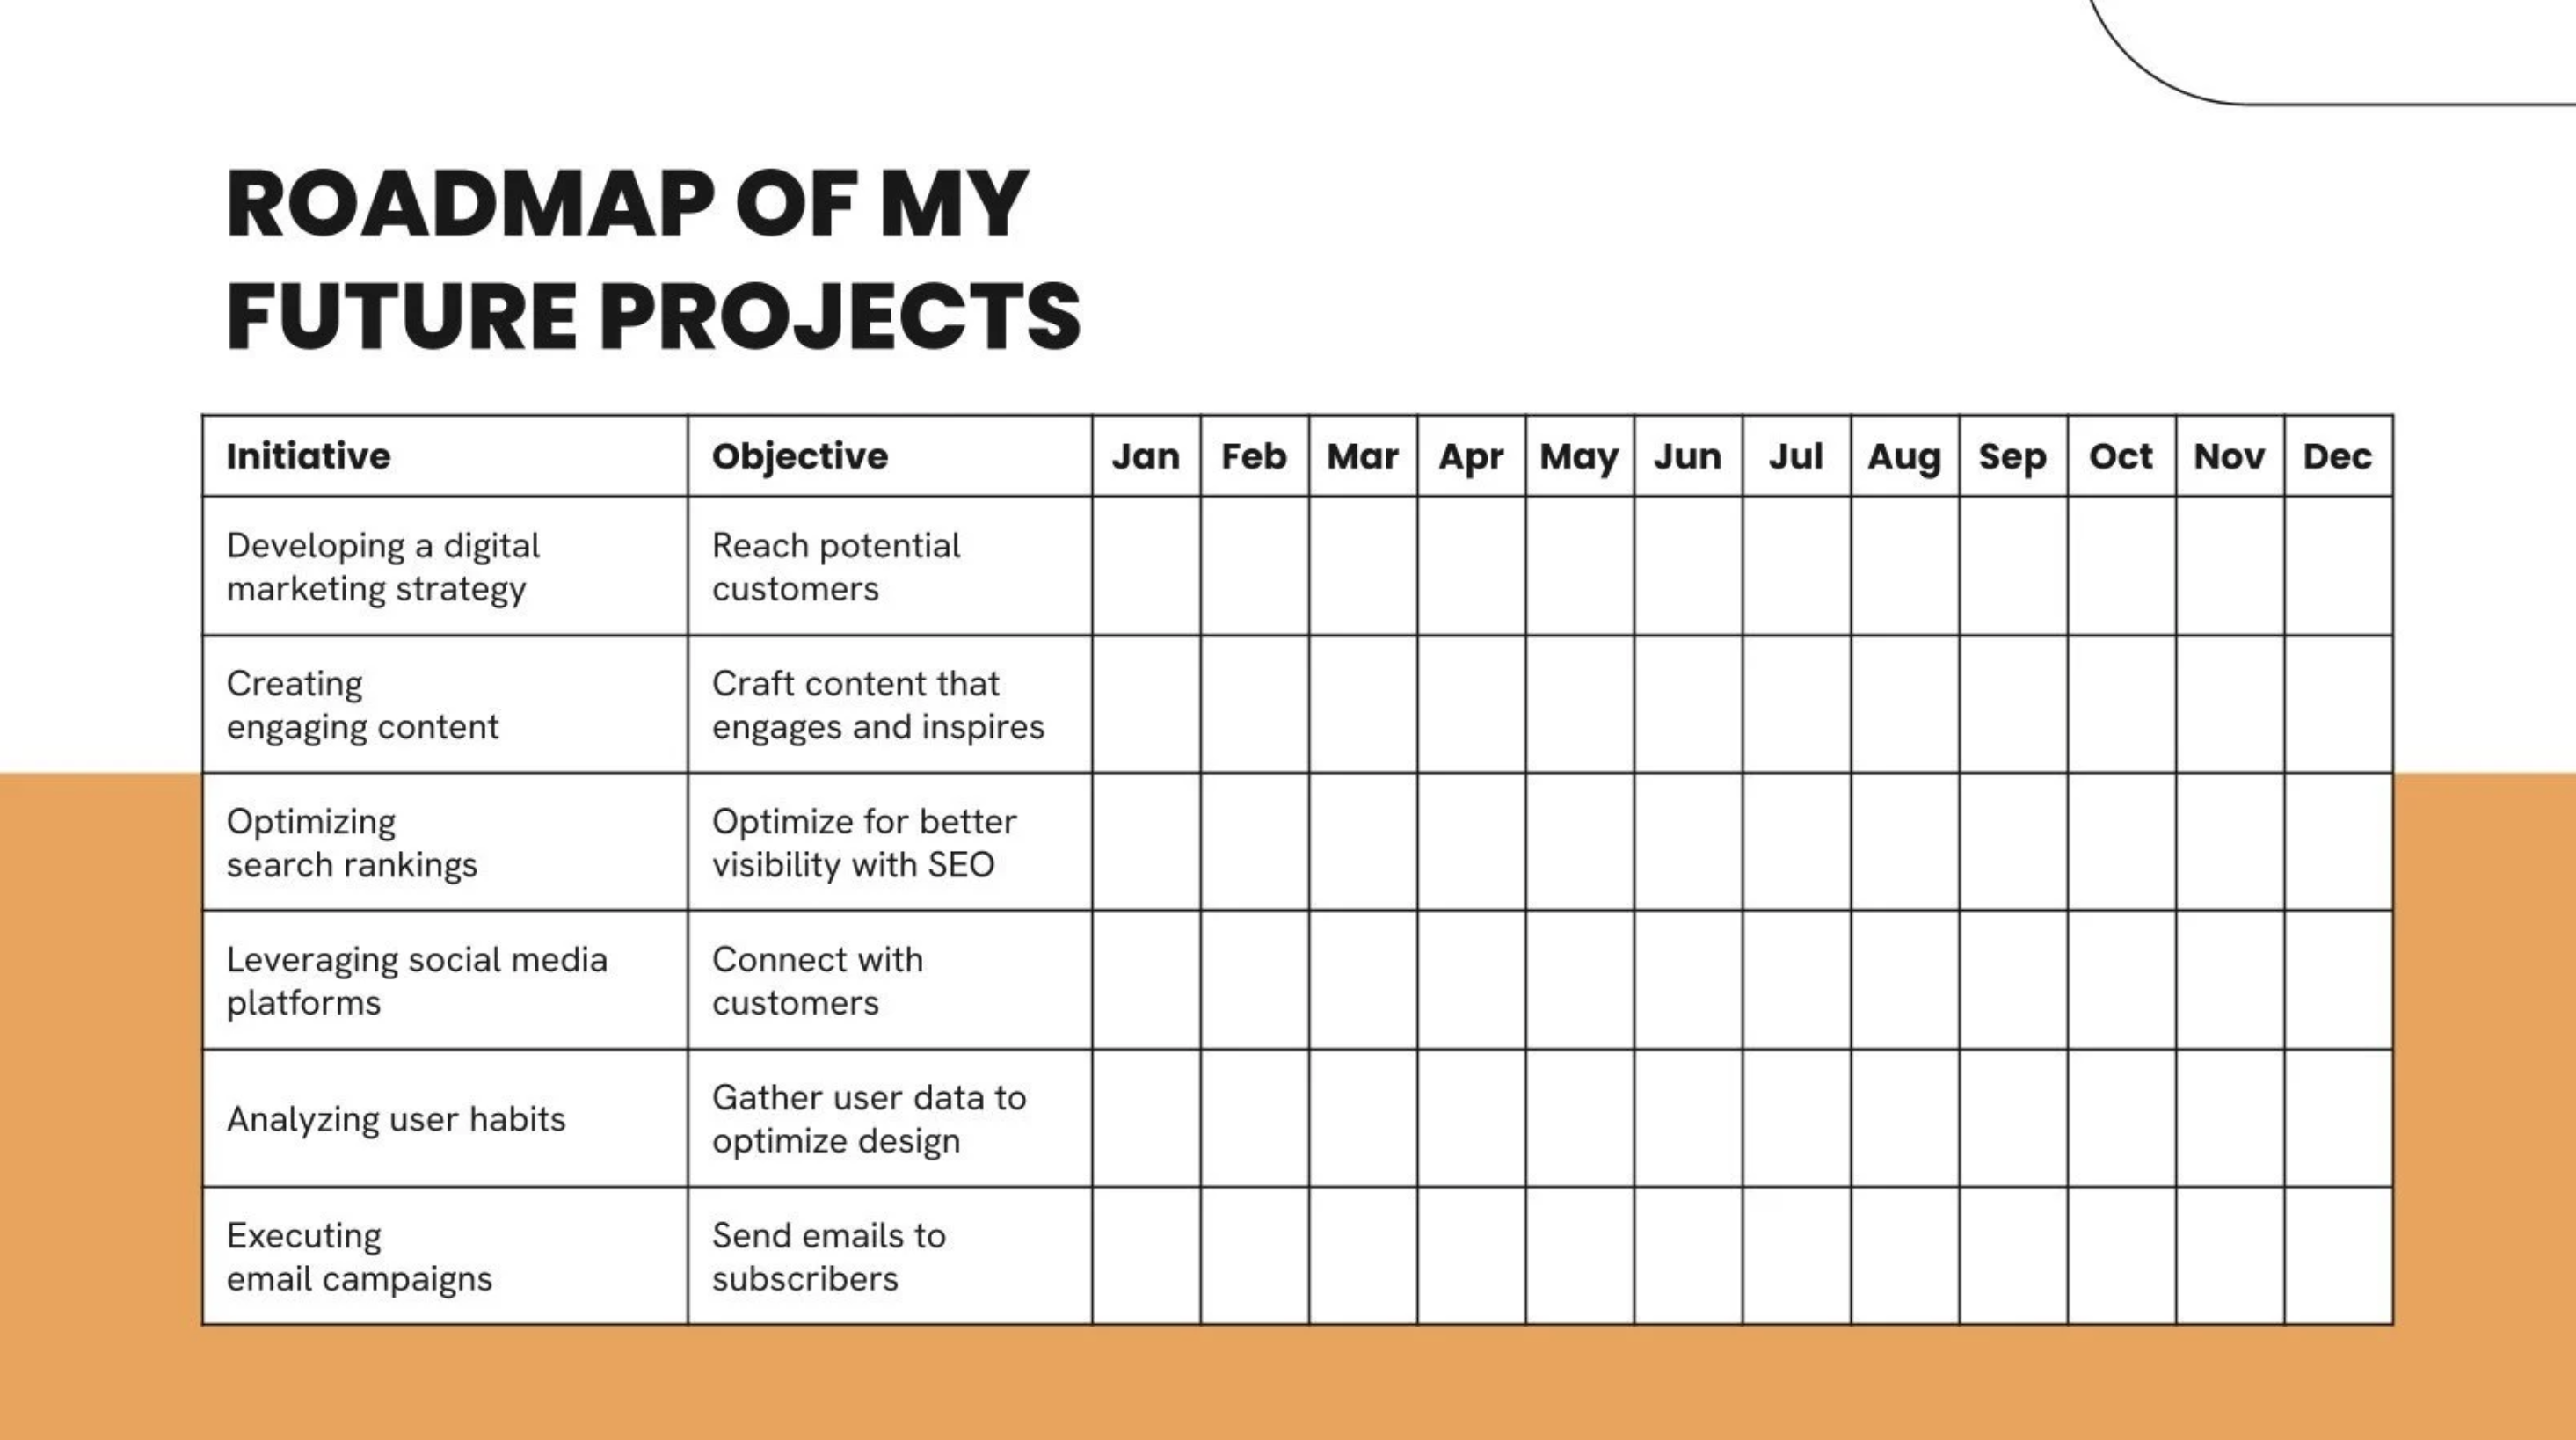 ROADMAP OF MY
FUTURE PROJECTS
Initiative Objective Jan Feb Mar Apr May Jun Jul Aug Sep Oct Nov Dec
Developing a digital
marketing strategy
Reach potential
customers
Creating
engaging content
Craft content that
engages and inspires
Optimizing
search rankings
Optimize for better
visibility with SEO
Leveraging social media
platforms
Connect with
customers
Analyzing user habits
Gather user data to
optimize design
Executing
email campaigns
Send emails to
subscribers